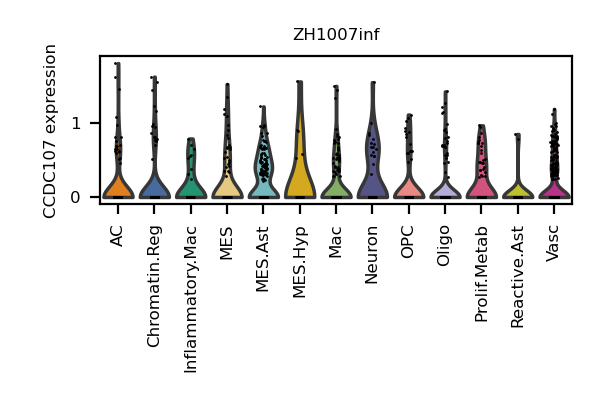 ZH1007inf
CCDC107 expression
1
0
AC
Chromatin.Reg
Inflammatory.Mac
MES
MES.Ast
MES.Hyp
Mac
Neuron
OPC
Oligo
Prolif.Metab
Reactive.Ast
Vasc